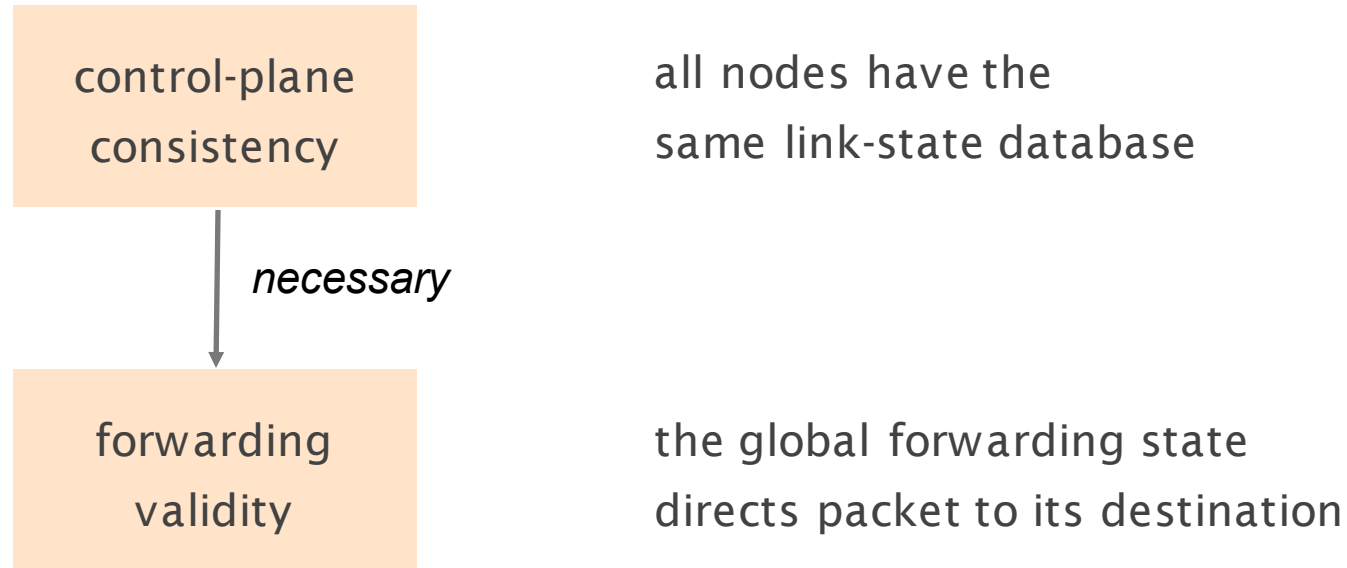 control-plane
consistency
all nodes have the
same link-state database
necessary
forwarding
validity
the global forwarding state
directs packet to its destination